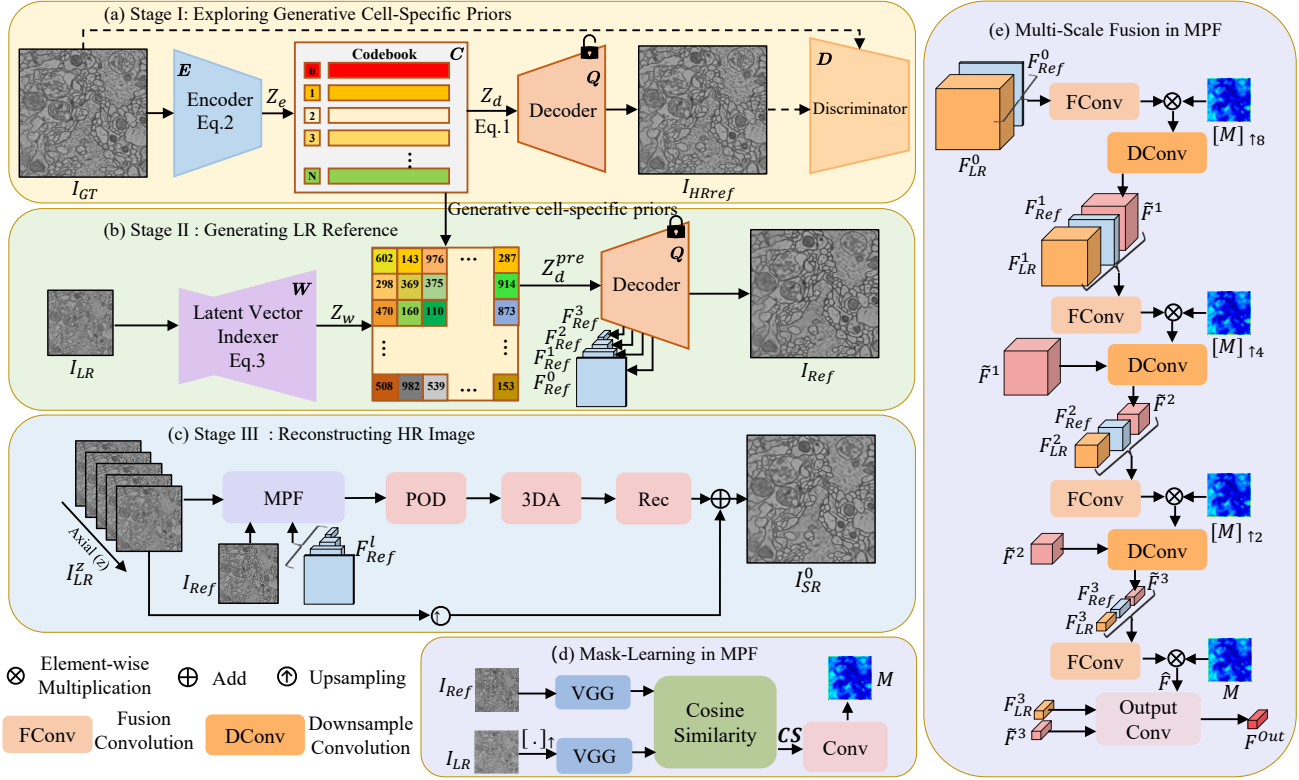 (a) Stage I: Exploring Generative Cell-Specific Priors
E
Encoder
Eq.2
Z_e
Codebook
C
0
1
2
3
⋮
N
Z_d
Eq.1
Q
Decoder
D
Discriminator
I_GT
I_HRref
Generative cell-specific priors
(b) Stage II : Generating LR Reference
I_LR
W
Latent Vector
Indexer
Eq.3
Z_w
602 143 976 ... 287
298 369 375 914
470 160 110 873
⋮ ⋮
508 982 539 ... 153
Z_d^pre
Q
Decoder
F_Ref^3
F_Ref^2
F_Ref^1
F_Ref^0
I_Ref
(c) Stage III : Reconstructing HR Image
Axial (z)
I_LR^Z
MPF
POD
3DA
Rec
I_Ref
F_Ref^l
I_SR^0
⊗ Element-wise
Multiplication
⊕ Add
↑ Upsampling
FConv
Fusion
Convolution
DConv
Downsample
Convolution
(d) Mask-Learning in MPF
I_Ref
VGG
I_LR
[ . ]↑
VGG
Cosine
Similarity
CS
Conv
M
(e) Multi-Scale Fusion in MPF
F_Ref^0
F_LR^0
FConv
[M] ↑8
DConv
F_Ref^1
F̃^1
F_LR^1
FConv
[M] ↑4
F̃^1
DConv
F_Ref^2
F̃^2
F_LR^2
FConv
[M] ↑2
F̃^2
DConv
F_Ref^3
F̃^3
F_LR^3
FConv
M
F̂
F_LR^3
F̃^3
Output
Conv
F^Out